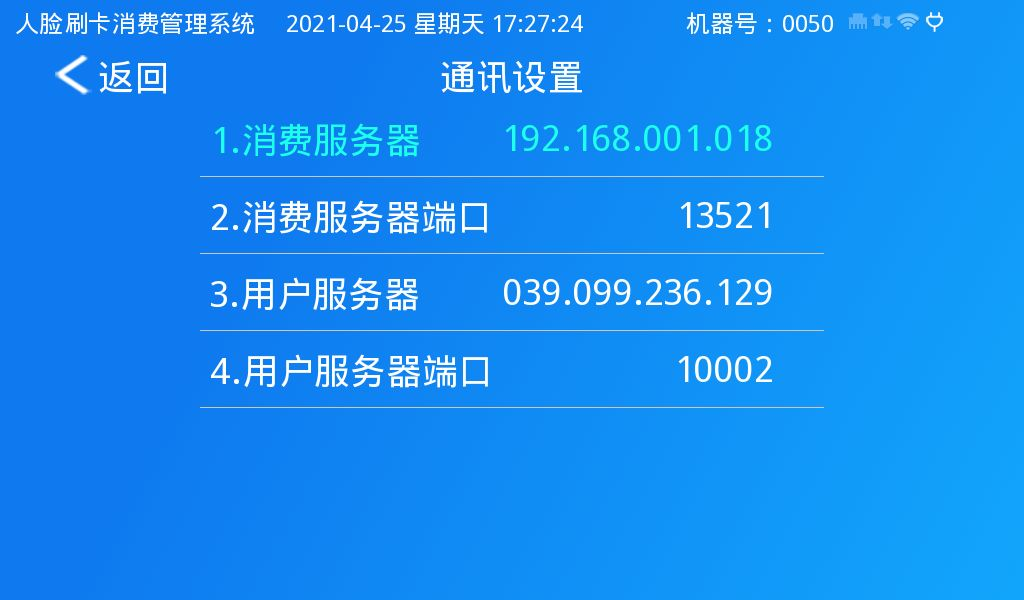 人脸刷卡消费管理系统 2021-04-25 星期天 17:27:24 机器号：0050
返回 通讯设置
1.消费服务器 192.168.001.018
2.消费服务器端口 13521
3.用户服务器 039.099.236.129
4.用户服务器端口 10002